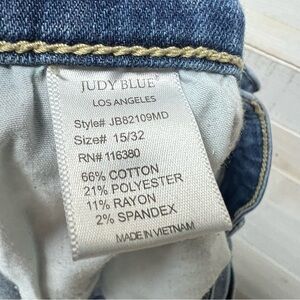 JUDY BLUE®
LOS ANGELES
Style# JB82109MD
Size# 15/32
RN# 116380
66% COTTON
21% POLYESTER
11% RAYON
2% SPANDEX
MADE IN VIETNAM